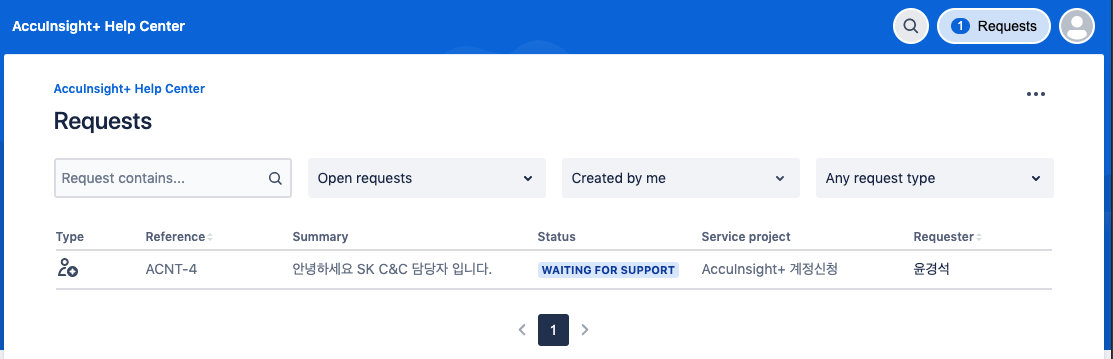 AccuInsight+ Help Center
1 Requests
AccuInsight+ Help Center
Requests
Request contains...
Open requests
Created by me
Any request type
Type Reference Summary Status Service project Requester
ACNT-4 안녕하세요 SK C&C 담당자 입니다. WAITING FOR SUPPORT AccuInsight+ 계정신청 윤경석
1